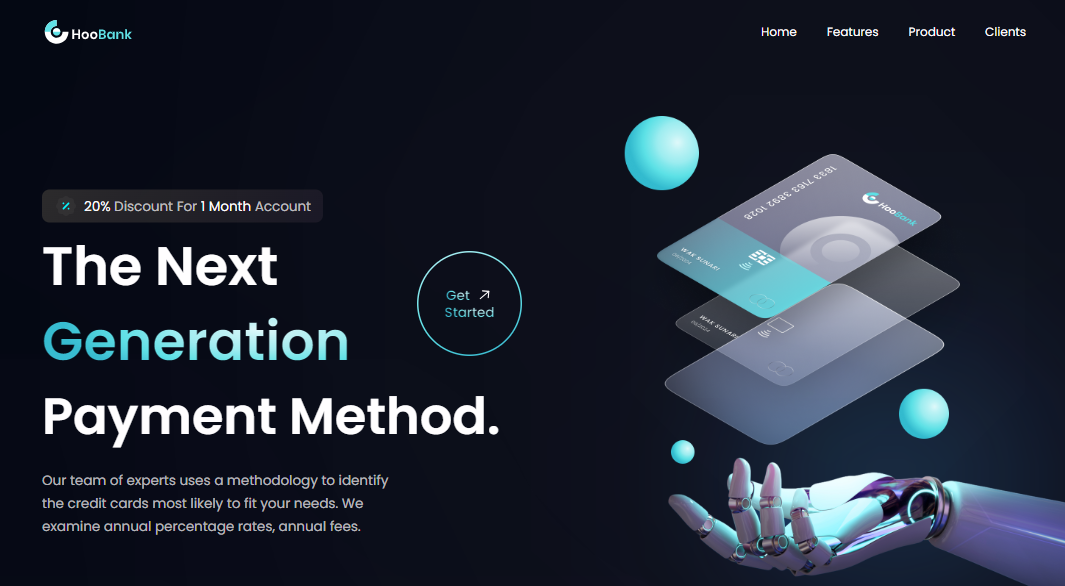 HooBank
Home Features Product Clients
20% Discount For 1 Month Account
The Next
Generation
Payment Method.
Get
Started
Our team of experts uses a methodology to identify
the credit cards most likely to fit your needs. We
examine annual percentage rates, annual fees.
1833 7163 3892 1028
HooBank